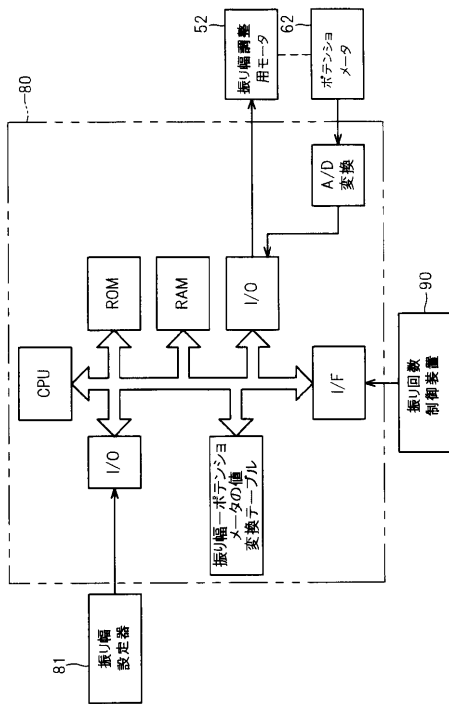 80
52
振り幅調整
用モータ
62
ポテンショ
メータ
A/D
変換
ROM
RAM
I/O
CPU
I/O
I/F
振り幅ーポテンショ
メータの値
変換テーブル
90
振り回数
制御装置
81
振り幅
設定器